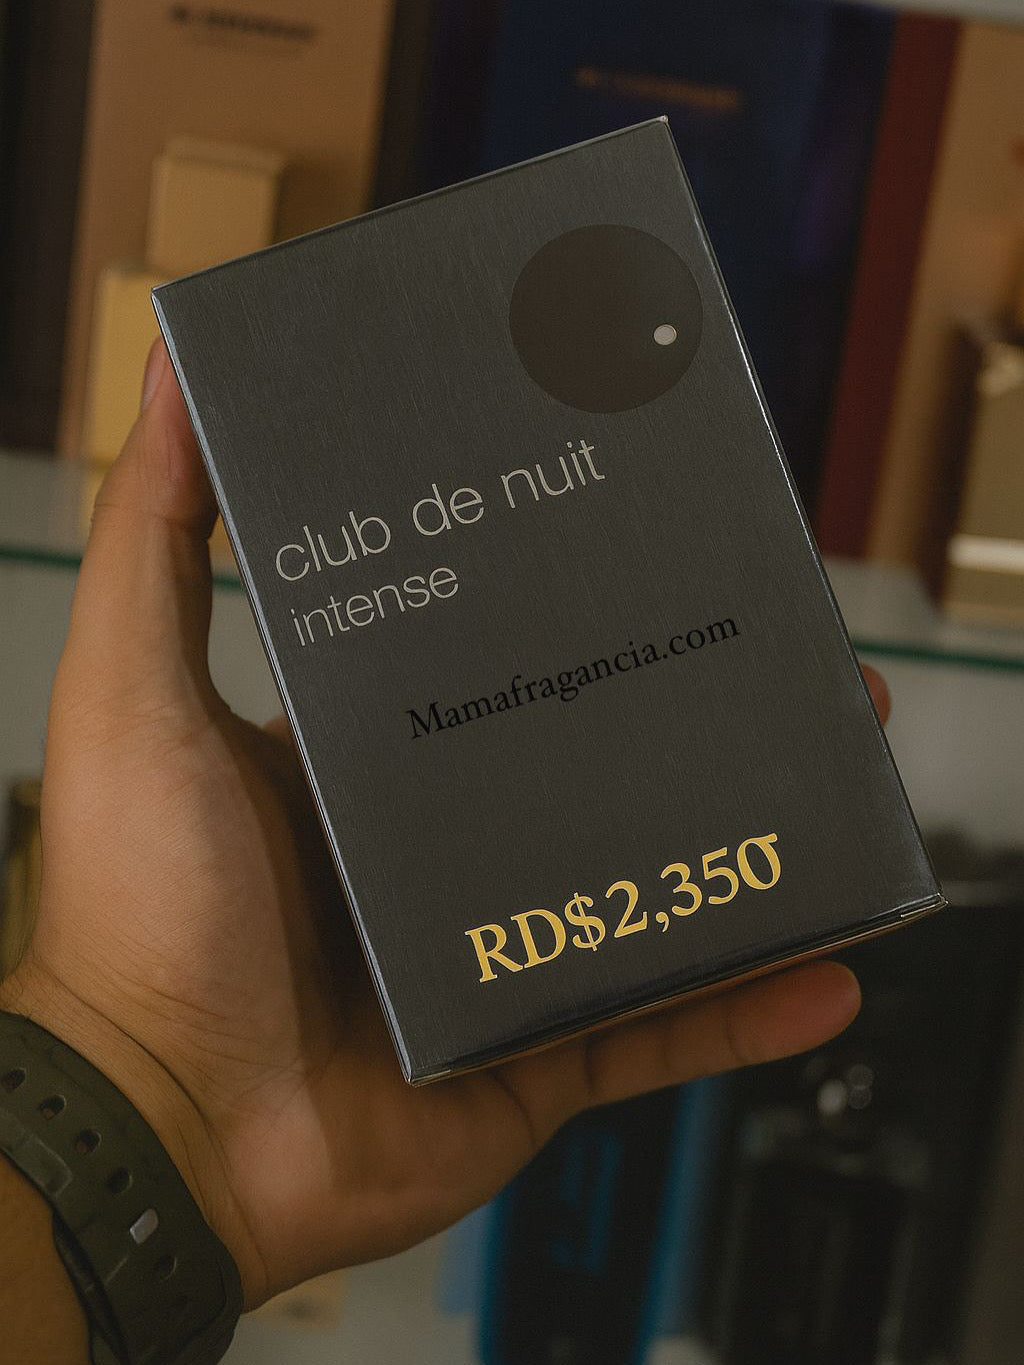 club de nuit
intense
Mamafragancia.com
RD$2,350